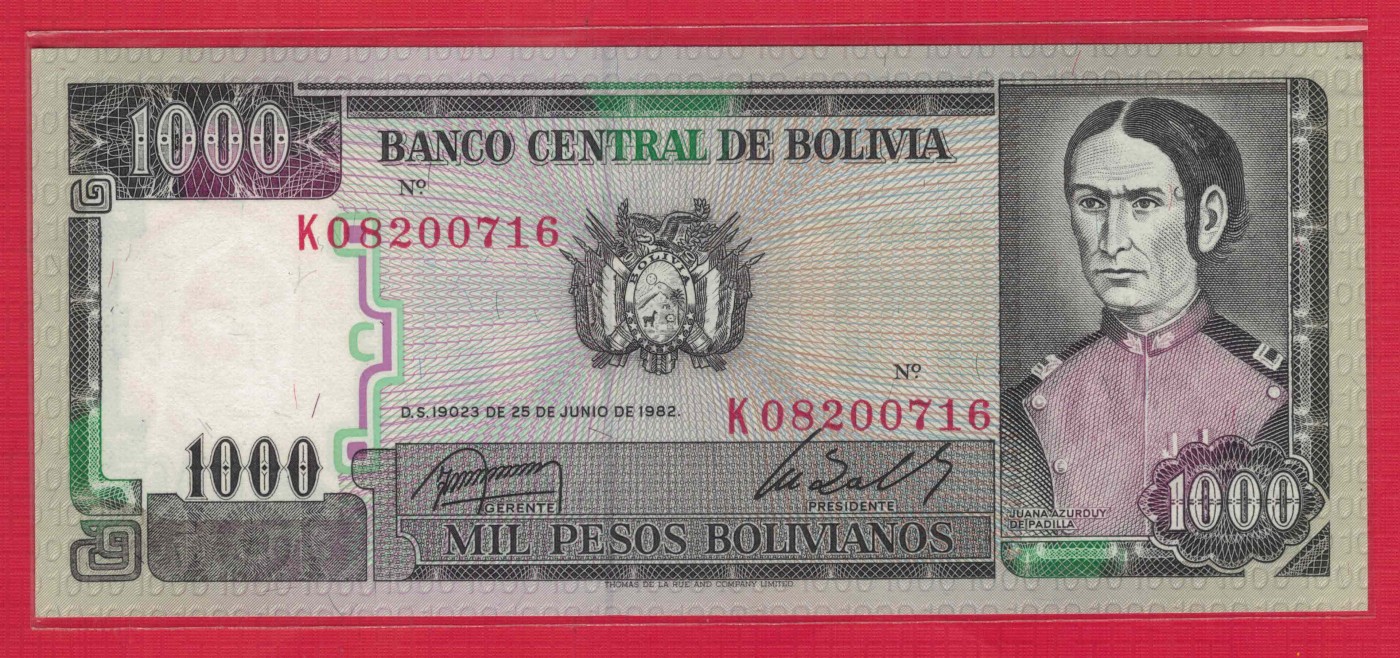 1000
BANCO CENTRAL DE BOLIVIA
Nº
K08200716
BOLIVIA
Nº
D.S. 19023 DE 25 DE JUNIO DE 1982.
K08200716
1000
GERENTE
PRESIDENTE
JUANA AZURDUY
DE PADILLA
1000
MIL PESOS BOLIVIANOS
THOMAS DE LA RUE AND COMPANY LIMITED